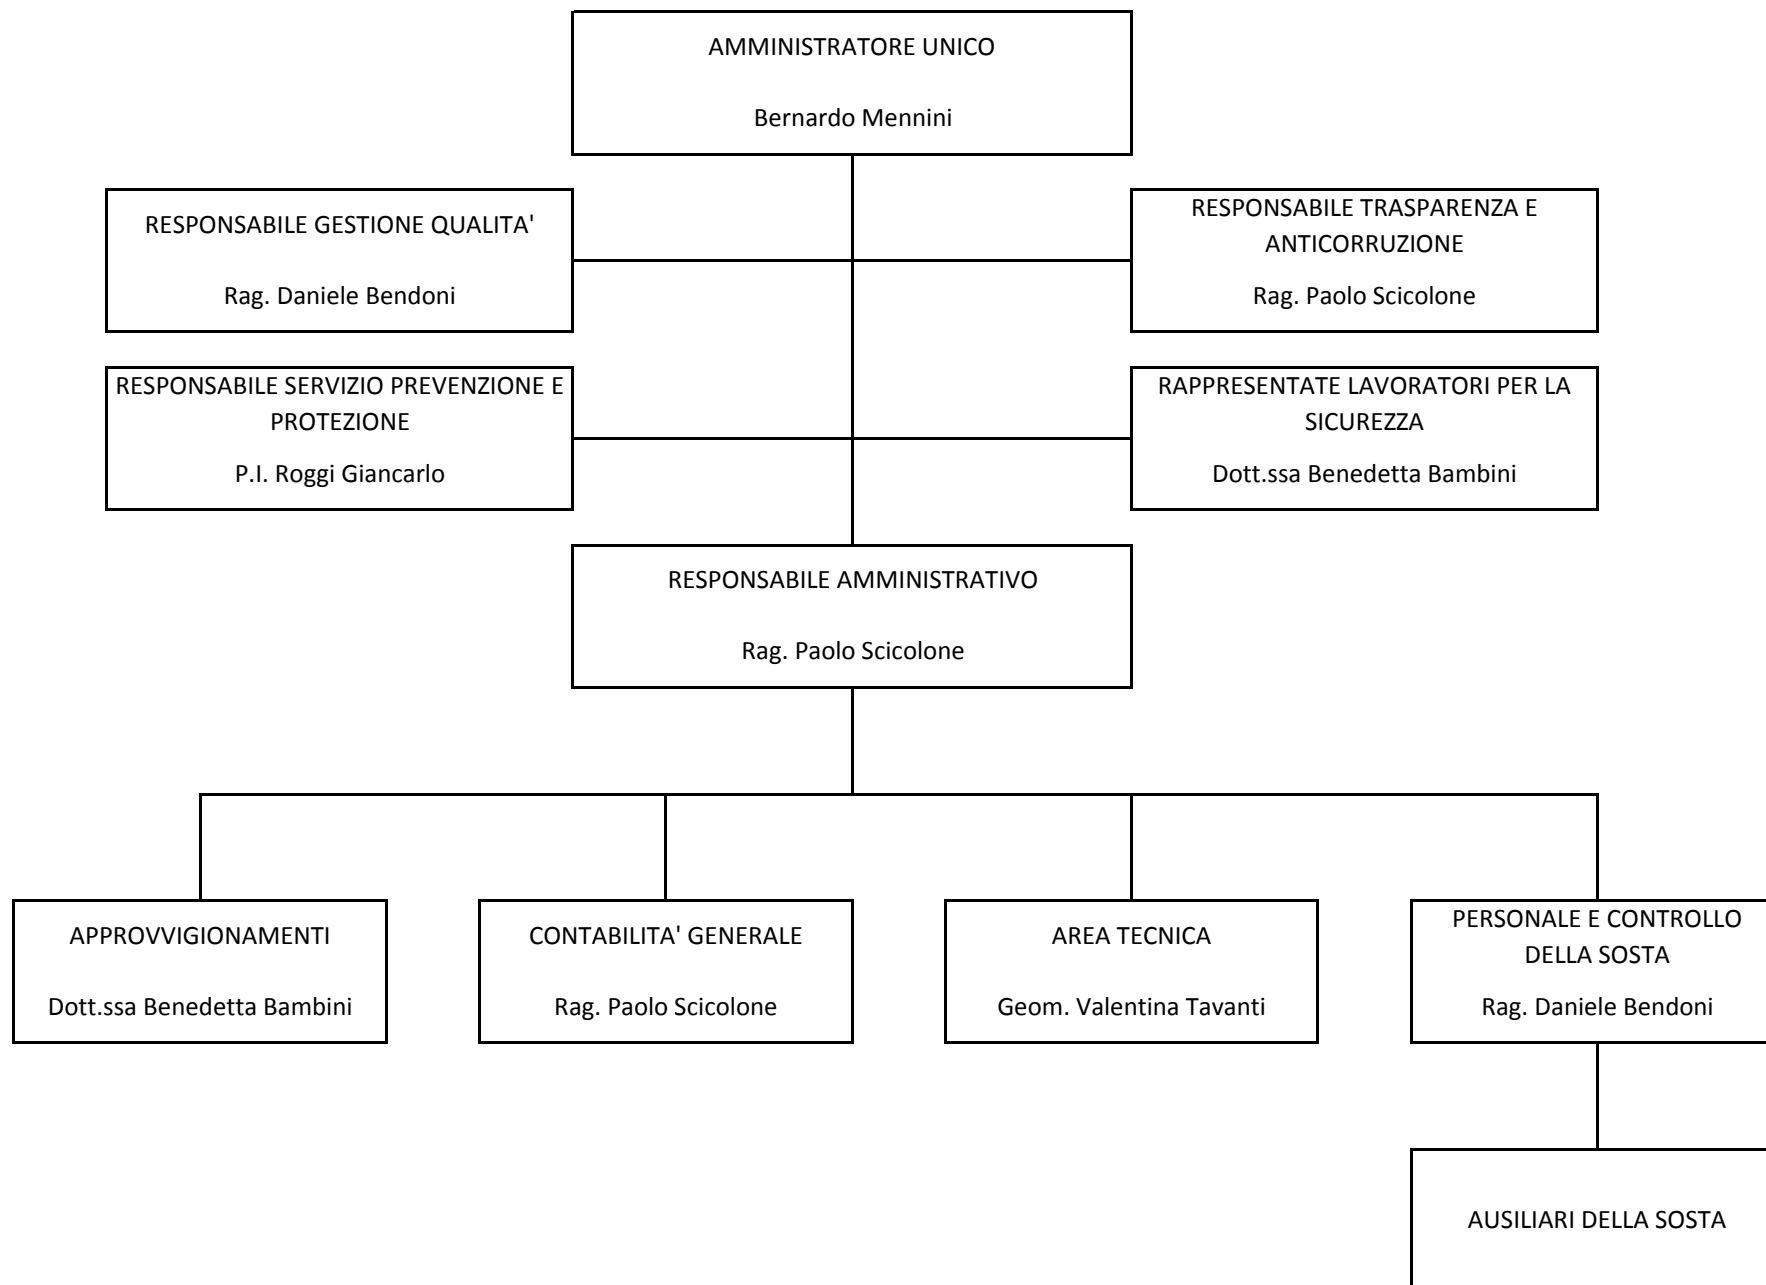 AMMINISTRATORE UNICO
Bernardo Mennini
RESPONSABILE GESTIONE QUALITA'
Rag. Daniele Bendoni
RESPONSABILE TRASPARENZA E
ANTICORRUZIONE
Rag. Paolo Scicolone
RESPONSABILE SERVIZIO PREVENZIONE E
PROTEZIONE
P.I. Roggi Giancarlo
RAPPRESENTATE LAVORATORI PER LA
SICUREZZA
Dott.ssa Benedetta Bambini
RESPONSABILE AMMINISTRATIVO
Rag. Paolo Scicolone
APPROVVIGIONAMENTI
Dott.ssa Benedetta Bambini
CONTABILITA' GENERALE
Rag. Paolo Scicolone
AREA TECNICA
Geom. Valentina Tavanti
PERSONALE E CONTROLLO
DELLA SOSTA
Rag. Daniele Bendoni
AUSILIARI DELLA SOSTA